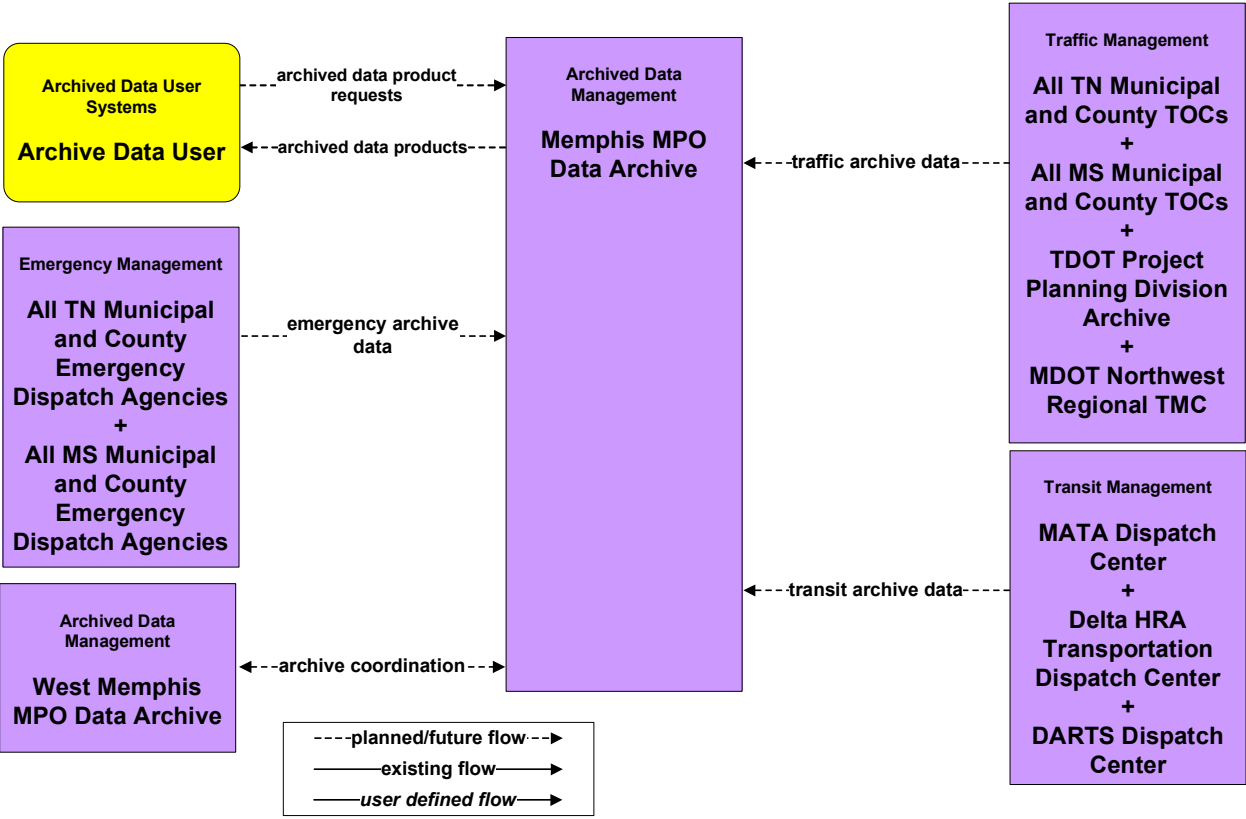 Archived Data User
Systems
Archive Data User
archived data product
requests
archived data products
Archived Data
Management
Memphis MPO
Data Archive
Traffic Management
All TN Municipal
and County TOCs
+
All MS Municipal
and County TOCs
+
TDOT Project
Planning Division
Archive
+
MDOT Northwest
Regional TMC
traffic archive data
Emergency Management
All TN Municipal
and County
Emergency
Dispatch Agencies
+
All MS Municipal
and County
Emergency
Dispatch Agencies
emergency archive
data
Transit Management
MATA Dispatch
Center
+
Delta HRA
Transportation
Dispatch Center
+
DARTS Dispatch
Center
transit archive data
Archived Data
Management
West Memphis
MPO Data Archive
archive coordination
planned/future flow
existing flow
user defined flow